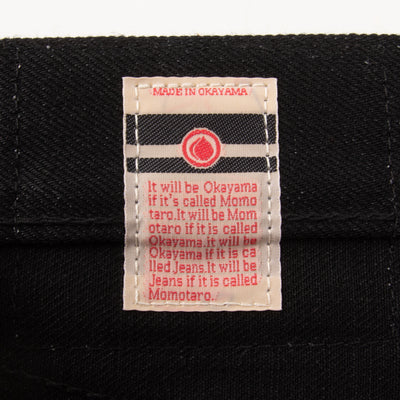 MADE IN OKAYAMA
It will be Okayama
if it's called Momo
taro.It will be Mom
otaro if it is called
Okayama.it will be
Okayama if it is ca
lled Jeans.It will be
Jeans if it is called
Momotaro.